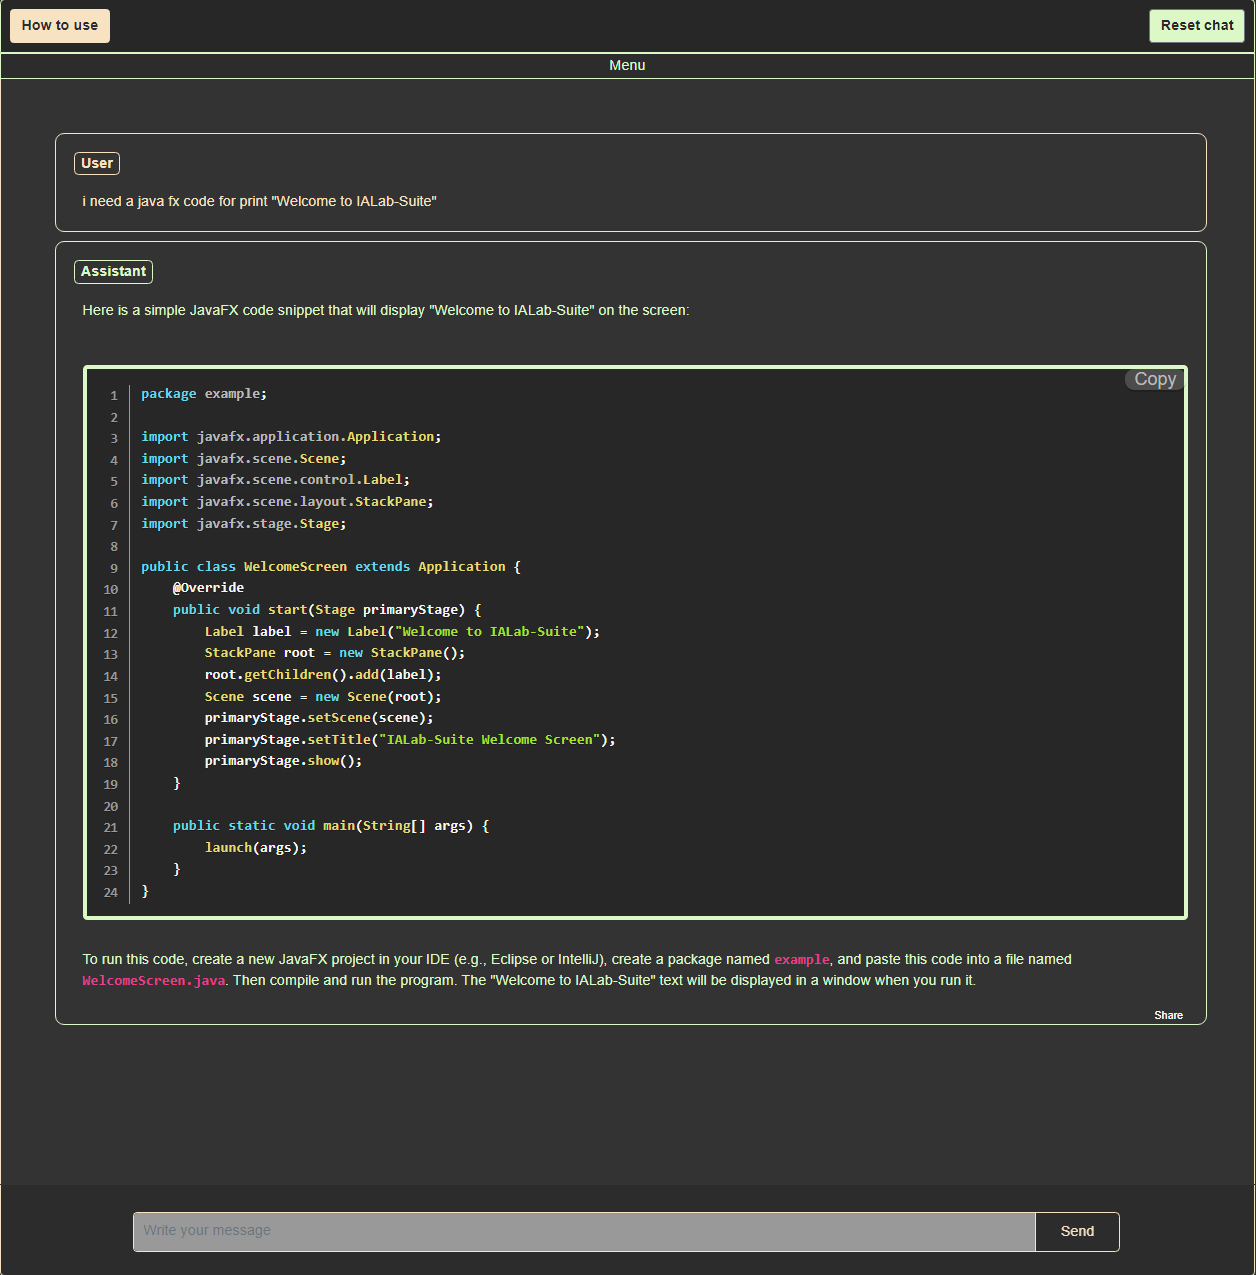 How to use
Reset chat
Menu
User
i need a java fx code for print "Welcome to IALab-Suite"
Assistant
Here is a simple JavaFX code snippet that will display "Welcome to IALab-Suite" on the screen:
Copy
1 package example;
2
3 import javafx.application.Application;
4 import javafx.scene.Scene;
5 import javafx.scene.control.Label;
6 import javafx.scene.layout.StackPane;
7 import javafx.stage.Stage;
8
9 public class WelcomeScreen extends Application {
10     @Override
11     public void start(Stage primaryStage) {
12         Label label = new Label("Welcome to IALab-Suite");
13         StackPane root = new StackPane();
14         root.getChildren().add(label);
15         Scene scene = new Scene(root);
16         primaryStage.setScene(scene);
17         primaryStage.setTitle("IALab-Suite Welcome Screen");
18         primaryStage.show();
19     }
20
21     public static void main(String[] args) {
22         launch(args);
23     }
24 }
To run this code, create a new JavaFX project in your IDE (e.g., Eclipse or IntelliJ), create a package named example, and paste this code into a file named
WelcomeScreen.java. Then compile and run the program. The "Welcome to IALab-Suite" text will be displayed in a window when you run it.
Share
Write your message
Send